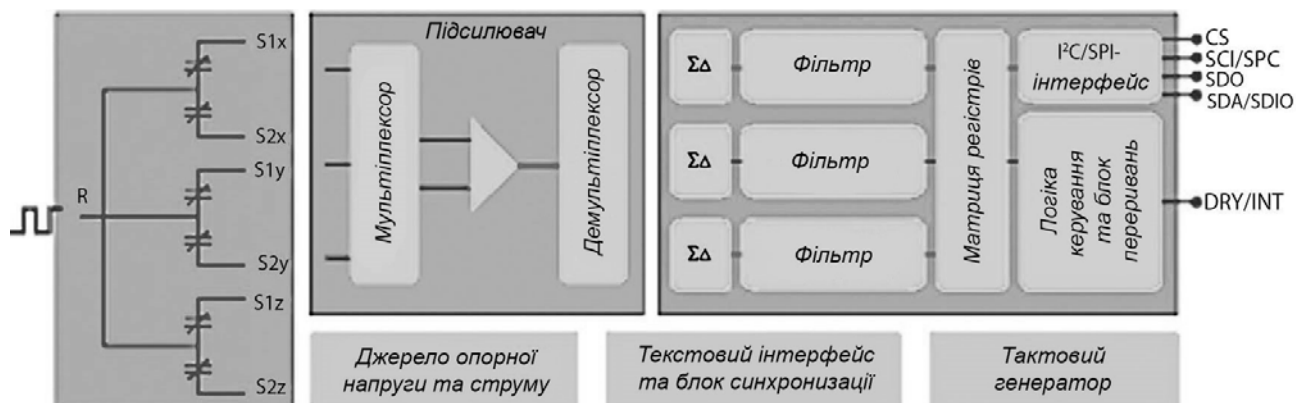 S1x
S2x
S1y
R
S2y
S1z
S2z
Підсилювач
Мультіплексор
Демультіплексор
ΣΔ
Фільтр
ΣΔ
Фільтр
ΣΔ
Фільтр
Матриця регістрів
I²C/SPI-
інтерфейс
Логіка
керування
та блок
переривань
CS
SCI/SPC
SDO
SDA/SDIO
DRY/INT
Джерело опорної
напруги та струму
Текстовий інтерфейс
та блок синхронизації
Тактовий
генератор